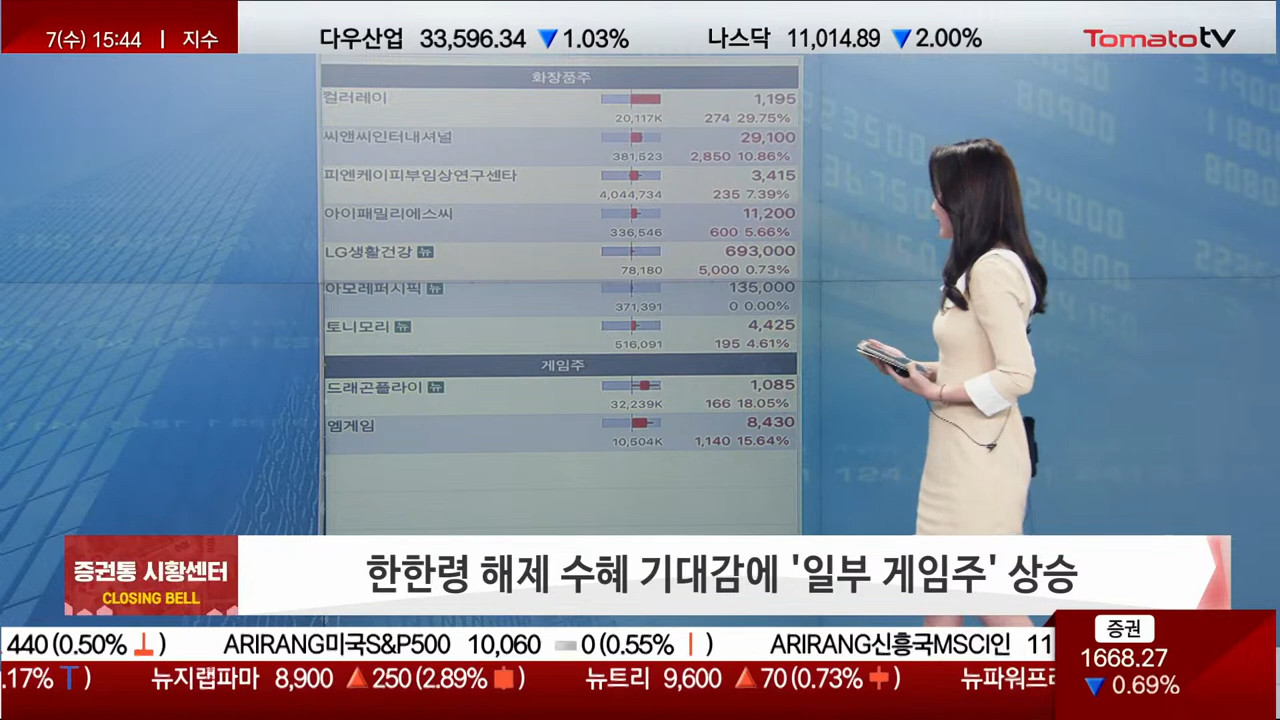 7(수) 15:44 | 지수
다우산업 33,596.34 ▼1.03% 나스닥 11,014.89 ▼2.00%
TomatoTV
화장품주
컬러레이 1,195
20,117K 274 29.75%
씨앤씨인터내셔널 29,100
381,523 2,850 10.86%
피엔케이피부임상연구센타 3,415
4,044,734 235 7.39%
아이패밀리에스씨 11,200
336,546 600 5.66%
LG생활건강 뉴 693,000
78,180 5,000 0.73%
아모레퍼시픽 뉴 135,000
371,391 0 0.00%
토니모리 뉴 4,425
516,091 195 4.61%
게임주
드래곤플라이 뉴 1,085
32,239K 166 18.05%
엠게임 8,430
10,504K 1,140 15.64%
증권통 시황센터
CLOSING BELL
한한령 해제 수혜 기대감에 '일부 게임주' 상승
440 (0.50% ) ARIRANG미국S&P500 10,060 0 (0.55% ) ARIRANG신흥국MSCI인 11
.17% ) 뉴지랩파마 8,900 ▲250 (2.89% ) 뉴트리 9,600 ▲70 (0.73% ) 뉴파워프
증권
1668.27
▼ 0.69%